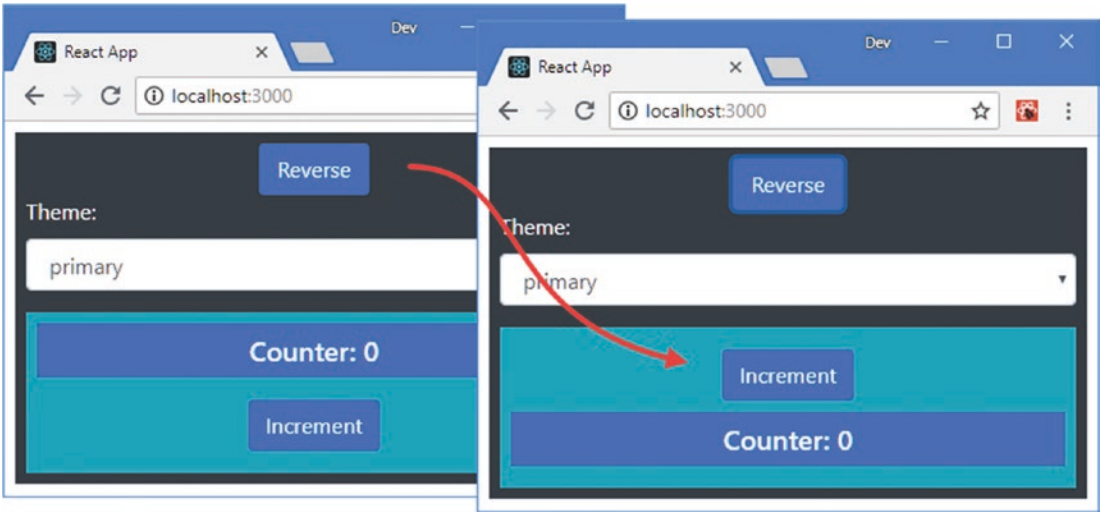 Dev
React App
localhost:3000
Reverse
Theme:
primary
Counter: 0
Increment
Dev
React App
localhost:3000
Reverse
Theme:
primary
Increment
Counter: 0